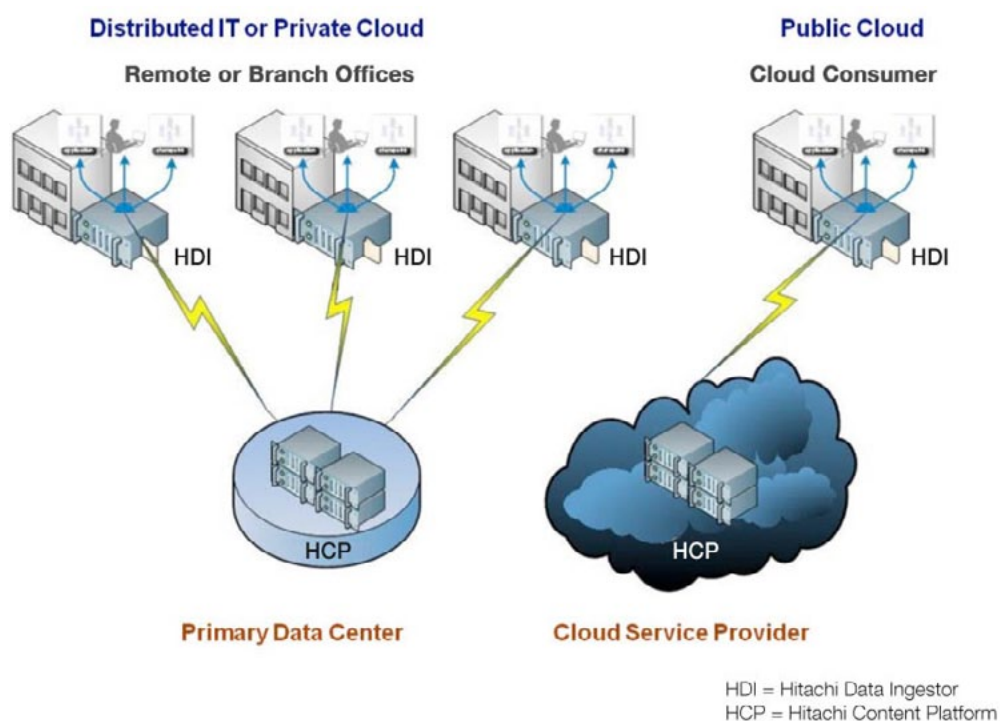 Distributed IT or Private Cloud
Public Cloud
Remote or Branch Offices
Cloud Consumer
HDI
HDI
HDI
HDI
HCP
HCP
Primary Data Center
Cloud Service Provider
HDI = Hitachi Data Ingestor
HCP = Hitachi Content Platform